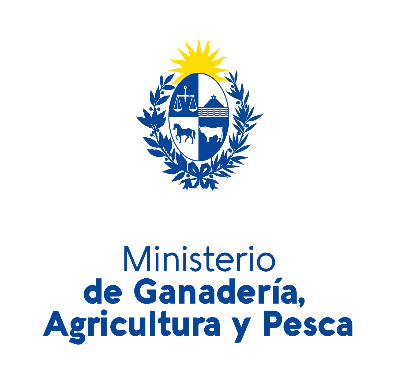 Ministerio
de Ganadería,
Agricultura y Pesca